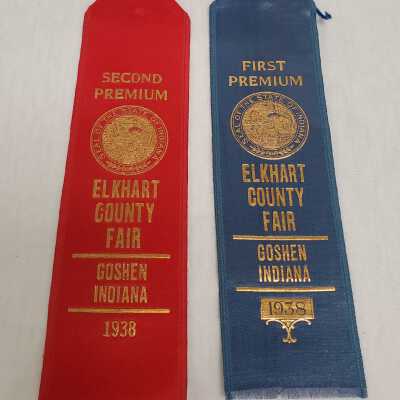 SECOND
PREMIUM
SEAL OF THE STATE OF INDIANA
ELKHART
COUNTY
FAIR
GOSHEN
INDIANA
1938
FIRST
PREMIUM
SEAL OF THE STATE OF INDIANA
ELKHART
COUNTY
FAIR
GOSHEN
INDIANA
1938